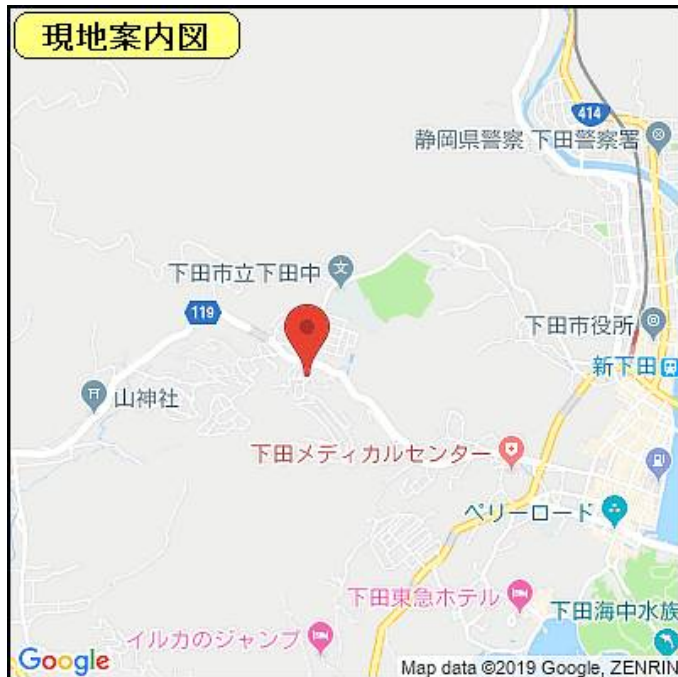 現地案内図
414
静岡県警察 下田警察署
下田市立下田中
文
119
下田市役所
新下田
山神社
下田メディカルセンター
ペリーロード
下田東急ホテル
下田海中水族
イルカのジャンプ
Google
Map data ©2019 Google, ZENRIN